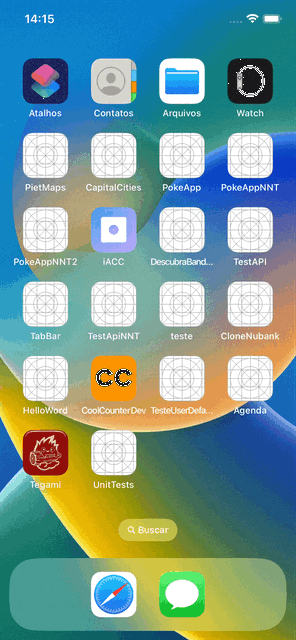 14:15
Atalhos Contatos Arquivos Watch
PietMaps CapitalCities PokeApp PokeAppNNT
PokeAppNNT2 iACC DescubraBand... TestAPI
TabBar TestApiNNT teste CloneNubank
CC
HelloWord CoolCounterDev TesteUserDefa... Agenda
Tegami UnitTests
Buscar